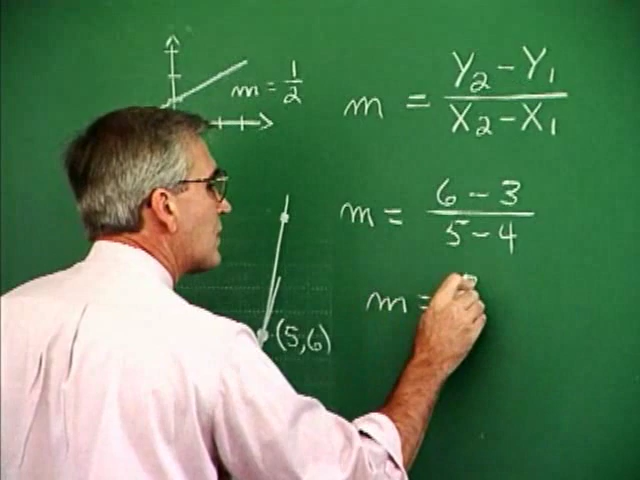 m = 1/2
m = Y₂ - Y₁ / X₂ - X₁
m = 6 - 3 / 5 - 4
(5,6)
m =